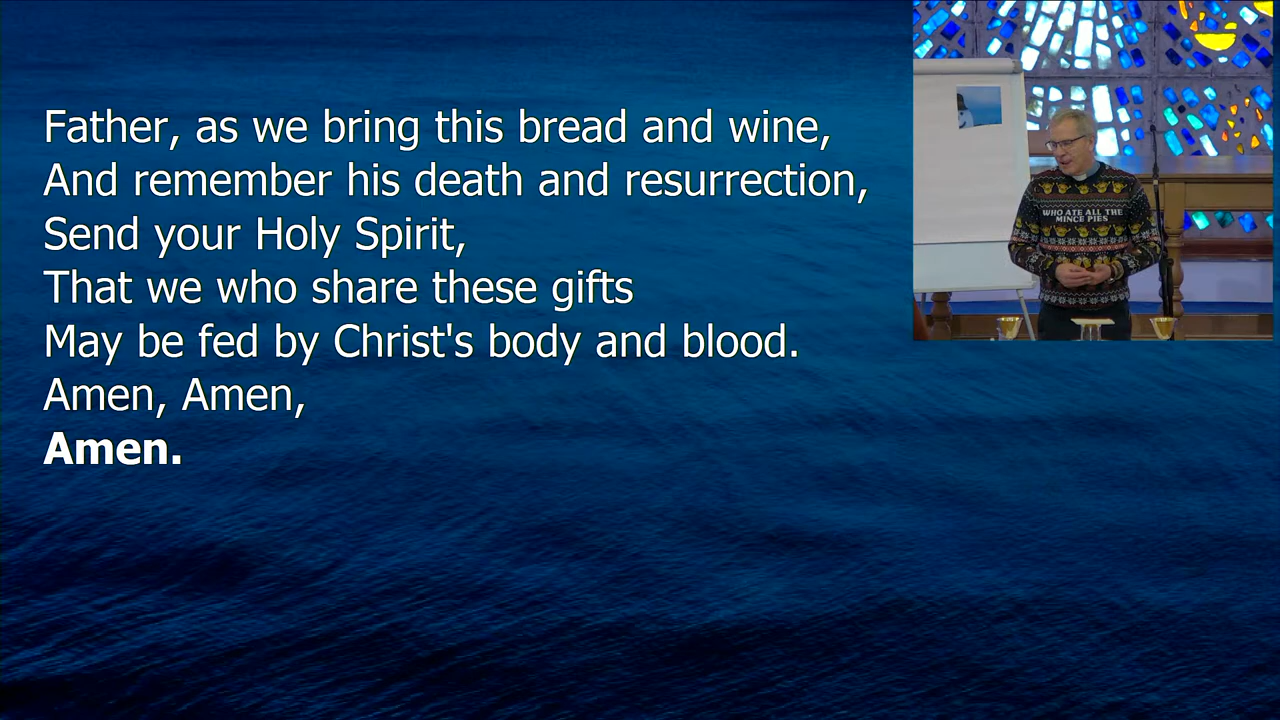 Father, as we bring this bread and wine,
And remember his death and resurrection,
Send your Holy Spirit,
That we who share these gifts
May be fed by Christ's body and blood.
Amen, Amen,
Amen.
WHO ATE ALL THE
MINCE PIES